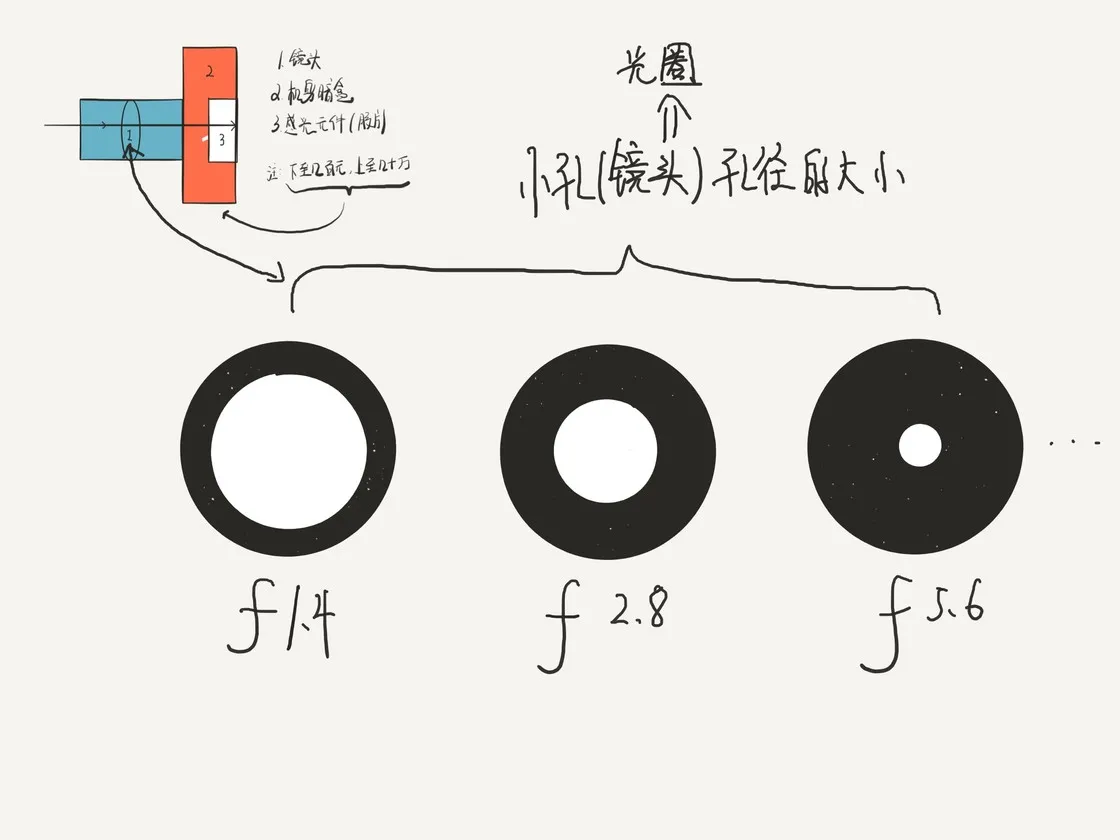 1
2
3
1.镜头
2.机身暗盒
3.感光元件(胶片)
注:下至几百元,上至几十万
光圈
小孔(镜头)孔径的大小
...
f 1.4
f 2.8
f 5.6